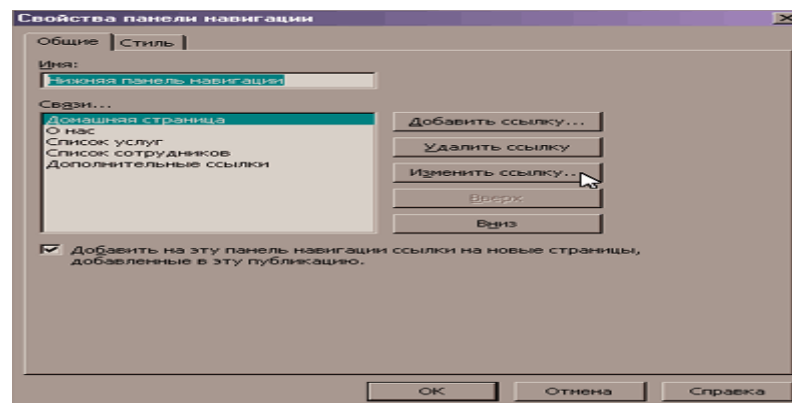 Свойства панели навигации
Общие
Стиль
Имя:
Нижняя панель навигации
Связи...
Домашняя страница
О нас
Список услуг
Список сотрудников
Дополнительные ссылки
Добавить ссылку...
Удалить ссылку
Изменить ссылку...
Вверх
Вниз
Добавить на эту панель навигации ссылки на новые страницы,
добавленные в эту публикацию.
ОК
Отмена
Справка